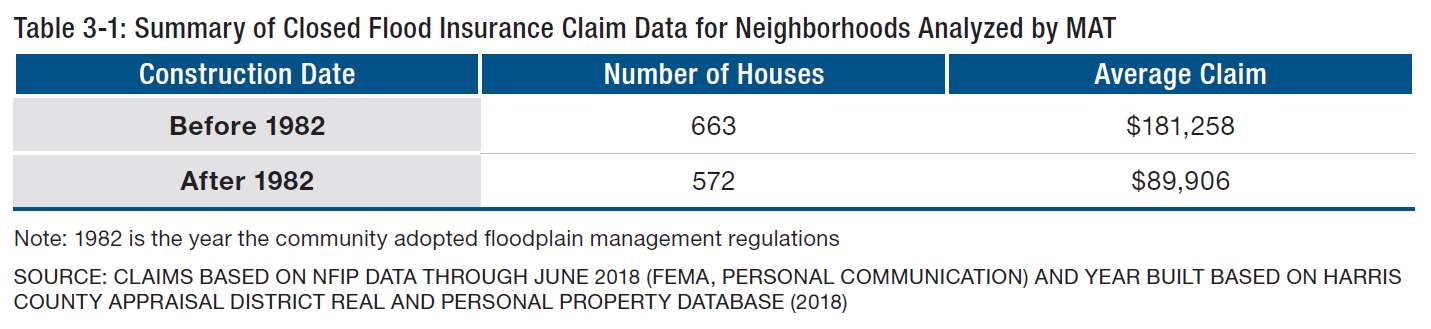 Table 3-1: Summary of Closed Flood Insurance Claim Data for Neighborhoods Analyzed by MAT
Construction Date Number of Houses Average Claim
Before 1982 663 $181,258
After 1982 572 $89,906
Note: 1982 is the year the community adopted floodplain management regulations
SOURCE: CLAIMS BASED ON NFIP DATA THROUGH JUNE 2018 (FEMA, PERSONAL COMMUNICATION) AND YEAR BUILT BASED ON HARRIS
COUNTY APPRAISAL DISTRICT REAL AND PERSONAL PROPERTY DATABASE (2018)